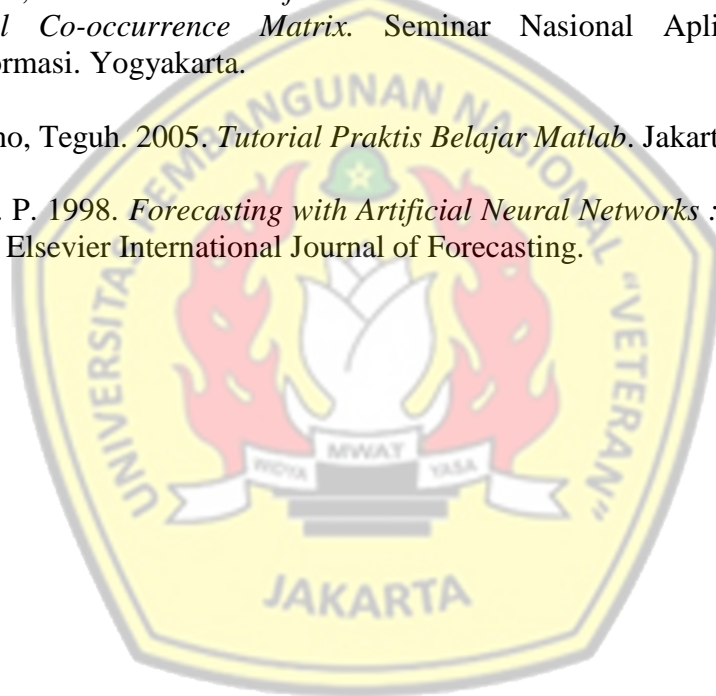 l Co-occurrence Matrix. Seminar Nasional Apli
ormasi. Yogyakarta.
no, Teguh. 2005. Tutorial Praktis Belajar Matlab. Jakart
. P. 1998. Forecasting with Artificial Neural Networks :
Elsevier International Journal of Forecasting.
UNIVERSITAS PEMBANGUNAN NASIONAL "VETERAN"
WIDYA MWAT YASA
JAKARTA